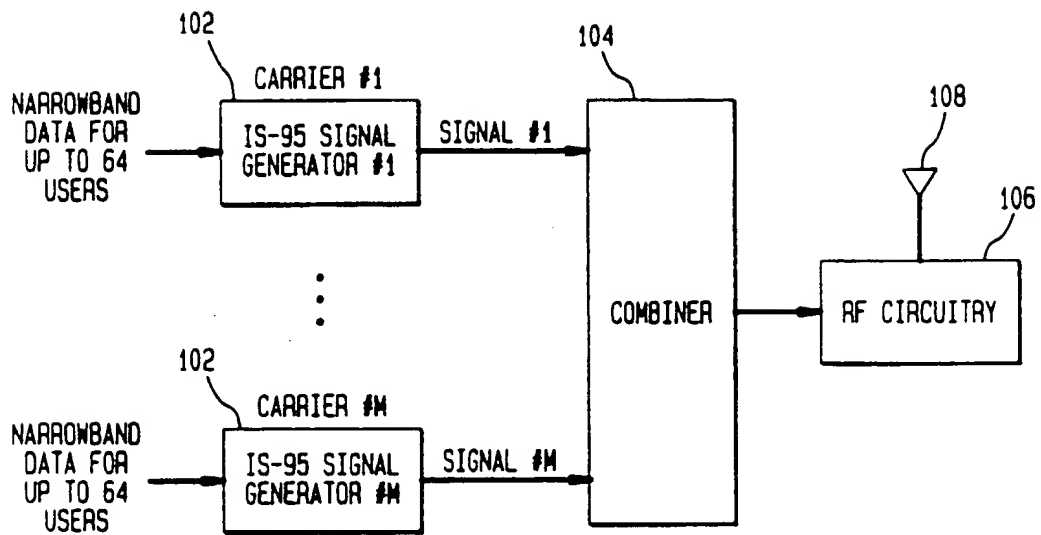 102
CARRIER #1
NARROWBAND
DATA FOR
UP TO 64
USERS
IS-95 SIGNAL
GENERATOR #1
SIGNAL #1
104
COMBINER
108
106
RF CIRCUITRY
102
CARRIER #M
NARROWBAND
DATA FOR
UP TO 64
USERS
IS-95 SIGNAL
GENERATOR #M
SIGNAL #M